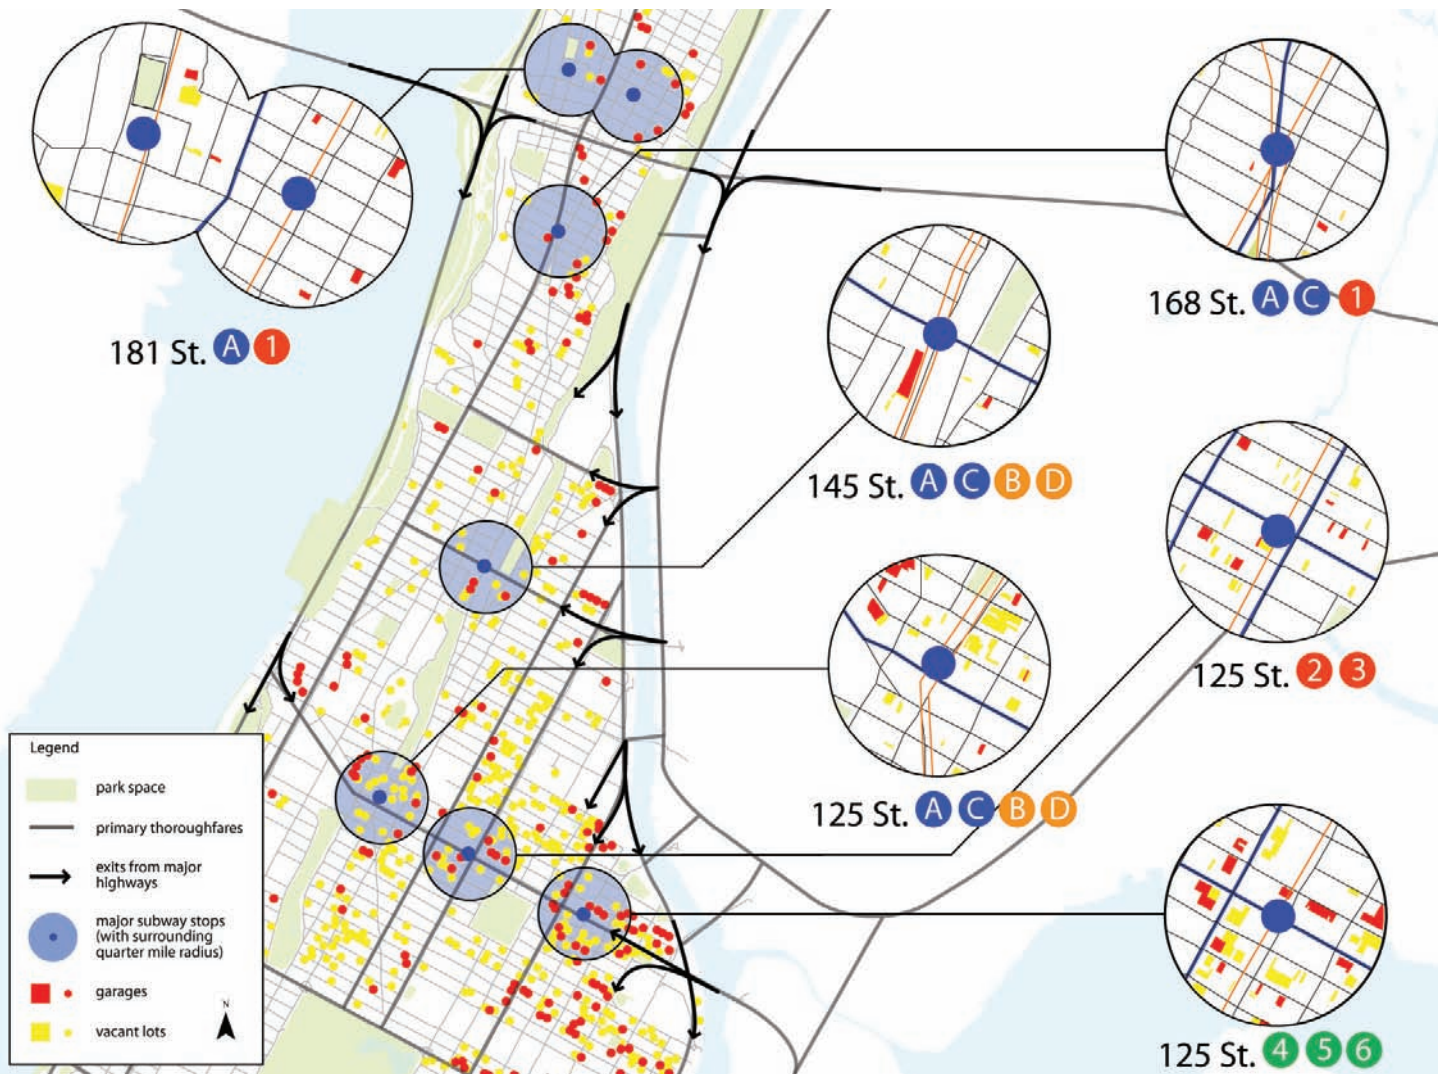 181 St. A 1
168 St. A C 1
145 St. A C B D
125 St. 2 3
125 St. A C B D
125 St. 4 5 6
Legend
park space
primary thoroughfares
exits from major
highways
major subway stops
(with surrounding
quarter mile radius)
garages
vacant lots
N